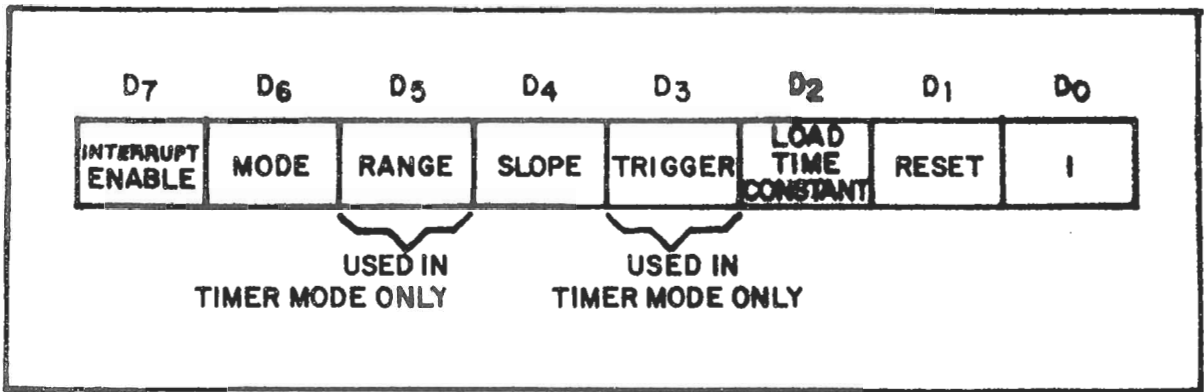 D7 D6 D5 D4 D3 D2 D1 D0
INTERRUPT ENABLE
MODE
RANGE
SLOPE
TRIGGER
LOAD TIME CONSTANT
RESET
1
USED IN
TIMER MODE ONLY
USED IN
TIMER MODE ONLY